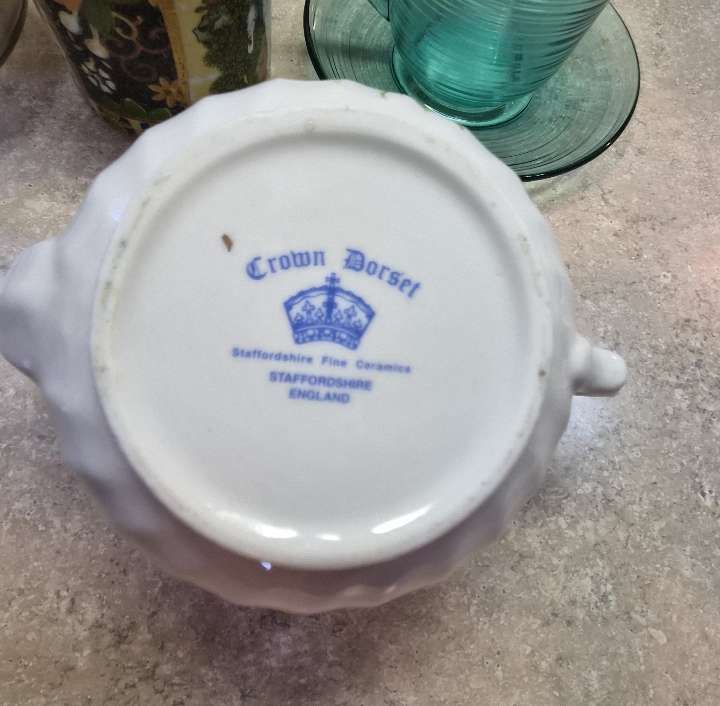 Crown Dorset
Staffordshire Fine Ceramics
STAFFORDSHIRE
ENGLAND